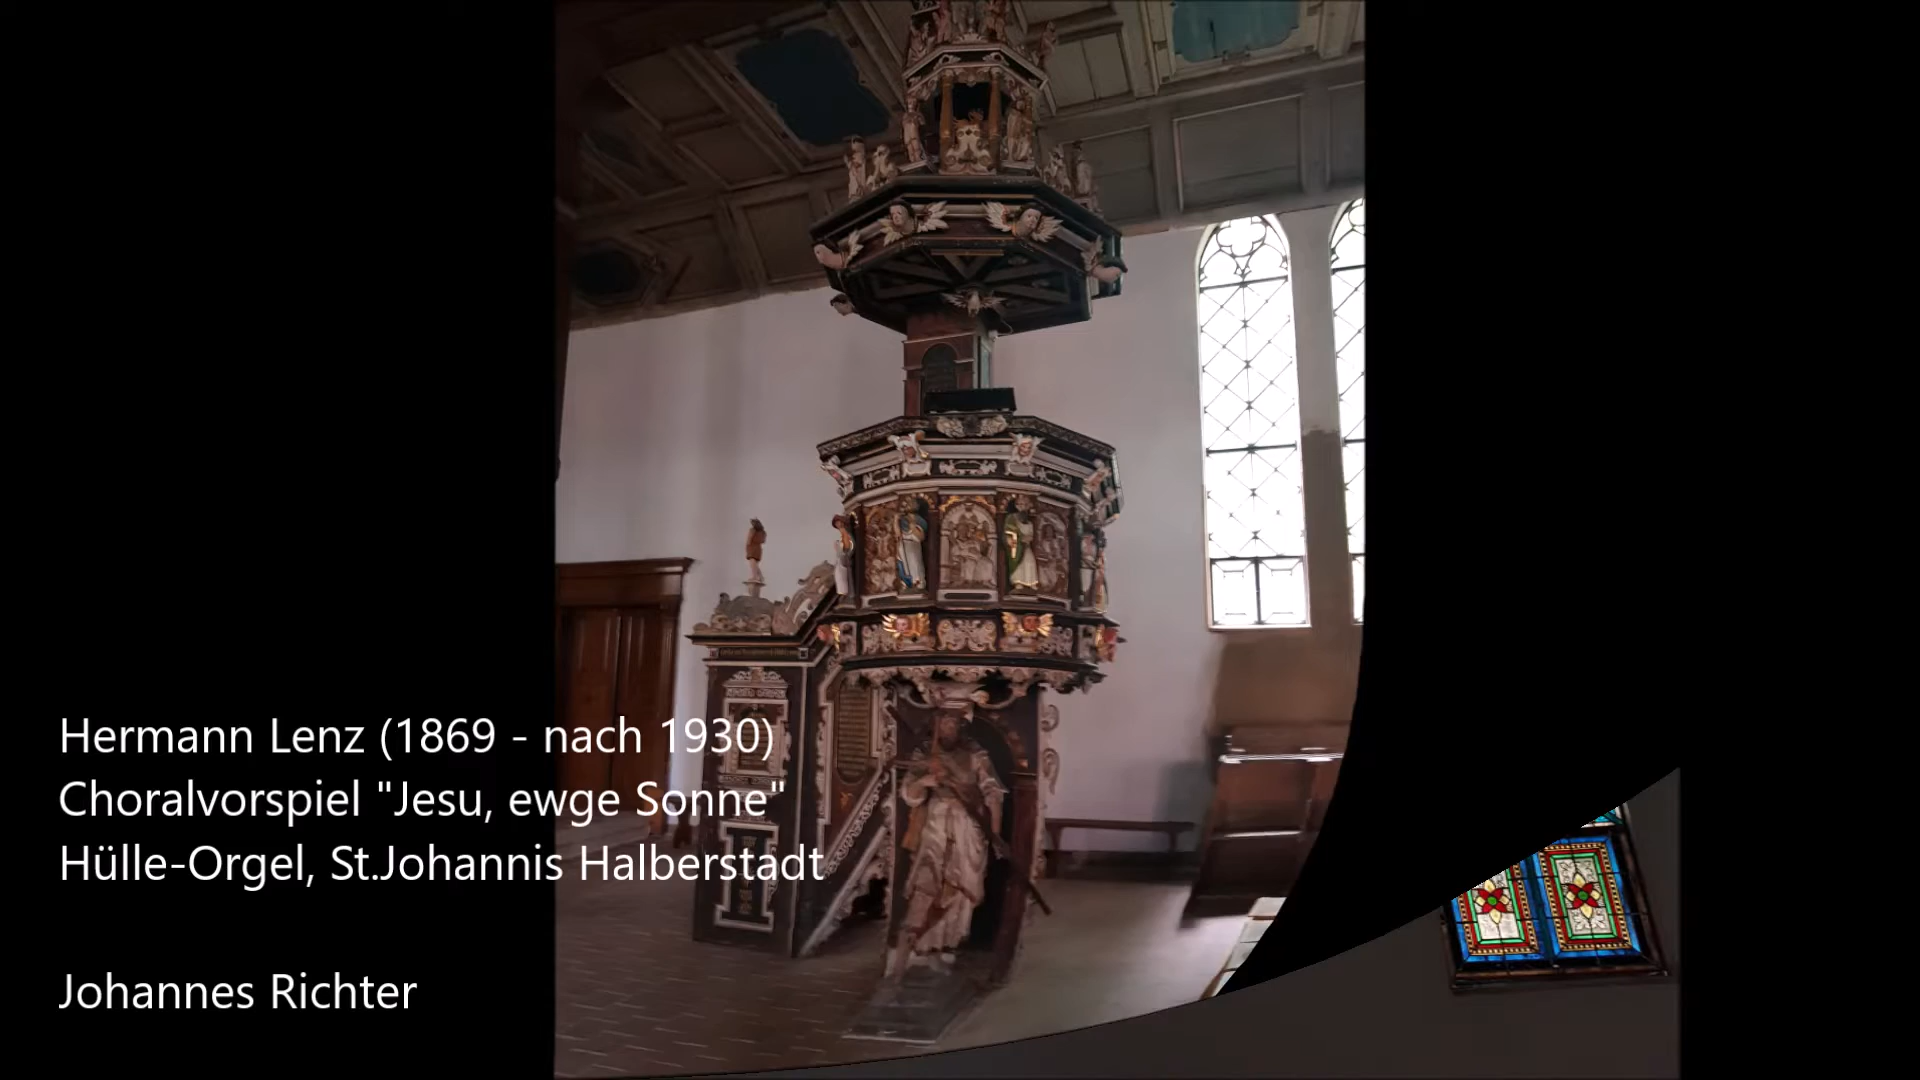 Hermann Lenz (1869 - nach 1930)
Choralvorspiel "Jesu, ewge Sonne"
Hülle-Orgel, St.Johannis Halberstadt
Johannes Richter